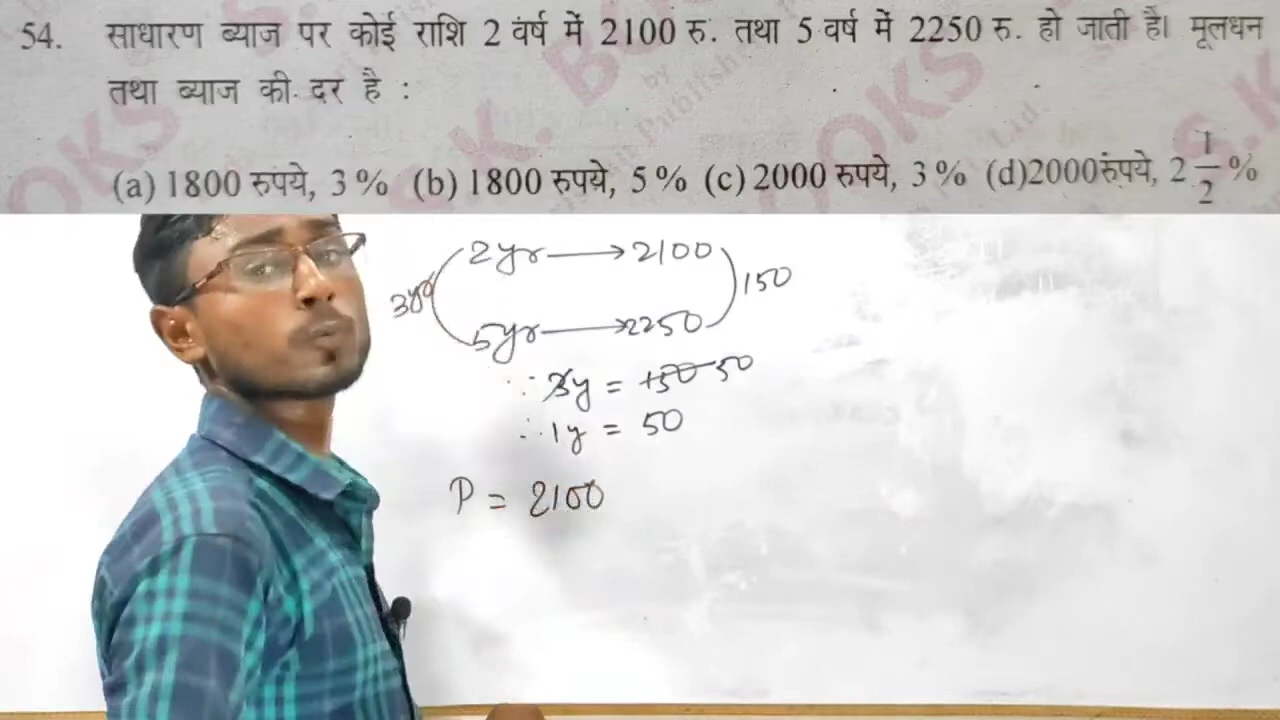 54. साधारण ब्याज पर कोई राशि 2 वर्ष में 2100 रु. तथा 5 वर्ष में 2250 रु. हो जाती है। मूलधन
तथा ब्याज की दर है :
(a) 1800 रुपये, 3% (b) 1800 रुपये, 5% (c) 2000 रुपये, 3% (d) 2000 रुपये, 2 1/2 %
2yr → 2100
3yr 150
5yr → 2250
∵ 3y = 150 50
∴ 1y = 50
P = 2100